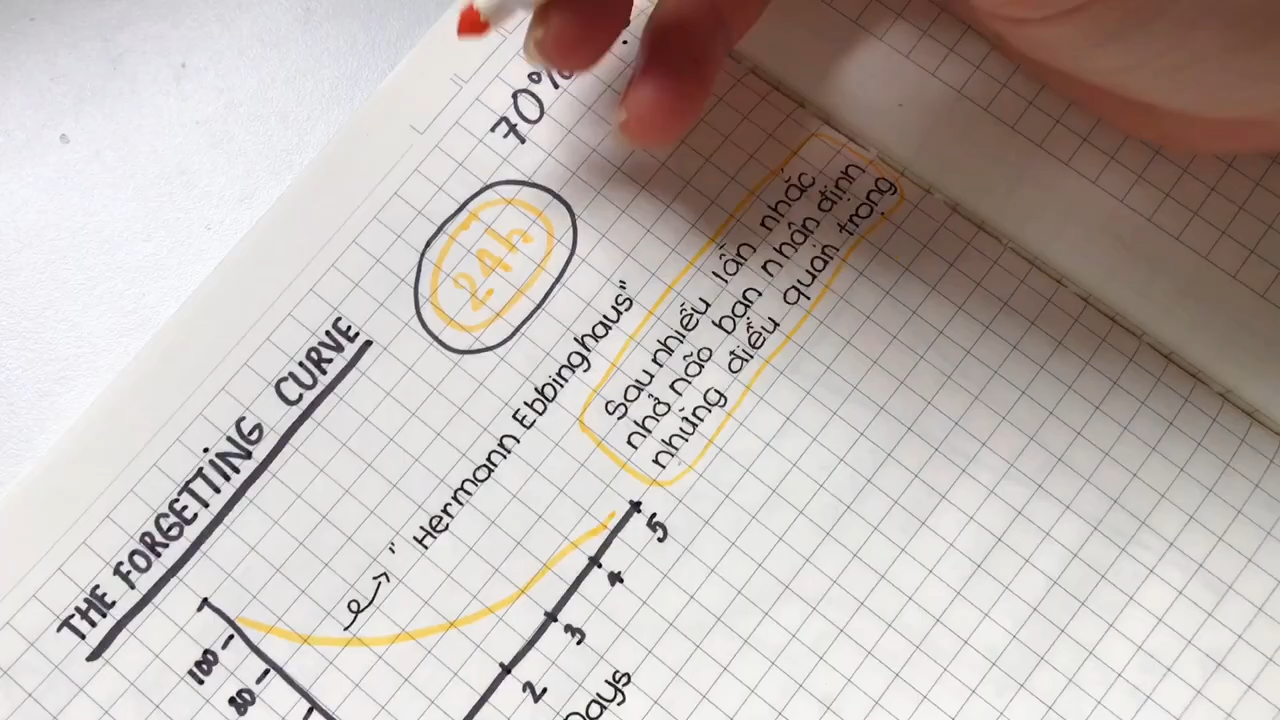 THE FORGETTING CURVE
24h
70%
" Hermann Ebbinghaus"
Sau nhiều lần nhắc
nhở não bạn nhận định
những điều quan trọng
100
80
2
3
4
5
Days